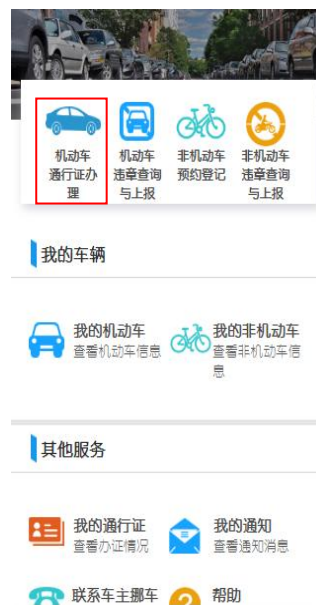 机动车 机动车 非机动车 非机动车
通行证办 违章查询 预约登记 违章查询
理 与上报 与上报
我的车辆
我的机动车 我的非机动车
查看机动车信息 查看非机动车信
息
其他服务
我的通行证 我的通知
查看办证情况 查看通知消息
联系车主挪车 帮助